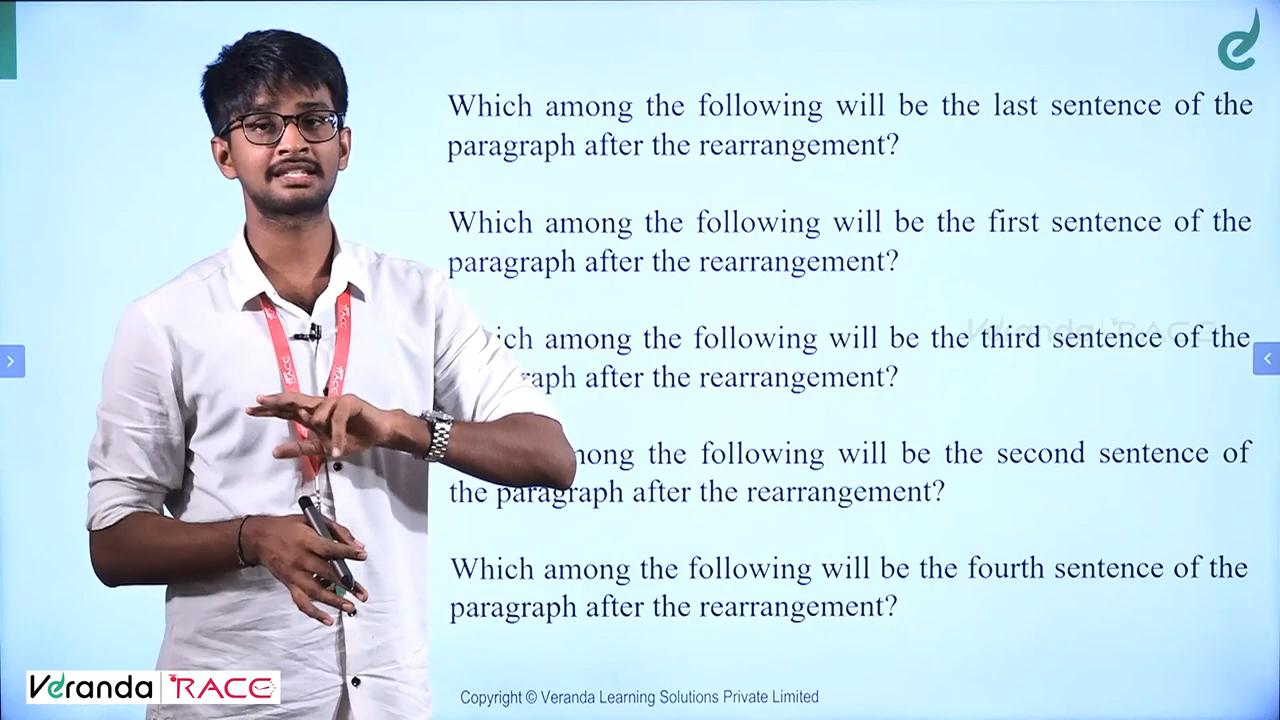 Which among the following will be the last sentence of the
paragraph after the rearrangement?
Which among the following will be the first sentence of the
paragraph after the rearrangement?
among the following will be the third sentence of the
after the rearrangement?
the following will be the second sentence of
the paragraph after the rearrangement?
Which among the following will be the fourth sentence of the
paragraph after the rearrangement?
Veranda RACE
Veranda RACE
Copyright © Veranda Learning Solutions Private Limited